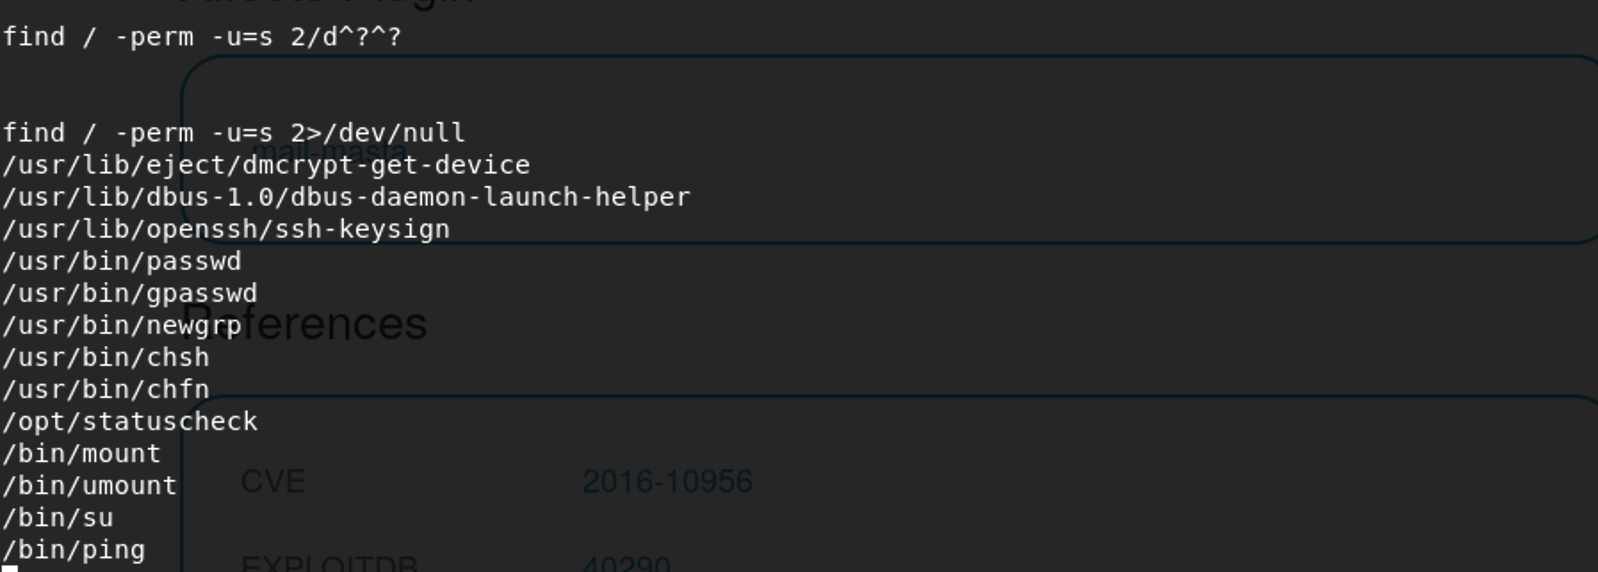 Affects Plugin
find / -perm -u=s 2/d^?^?
find / -perm -u=s 2>/dev/null
mail-masta
/usr/lib/eject/dmcrypt-get-device
/usr/lib/dbus-1.0/dbus-daemon-launch-helper
/usr/lib/openssh/ssh-keysign
/usr/bin/passwd
/usr/bin/gpasswd
/usr/bin/newgrp
References
/usr/bin/chsh
/usr/bin/chfn
/opt/statuscheck
/bin/mount
/bin/umount
CVE 2016-10956
/bin/su
/bin/ping
EXPLOITDB 40290